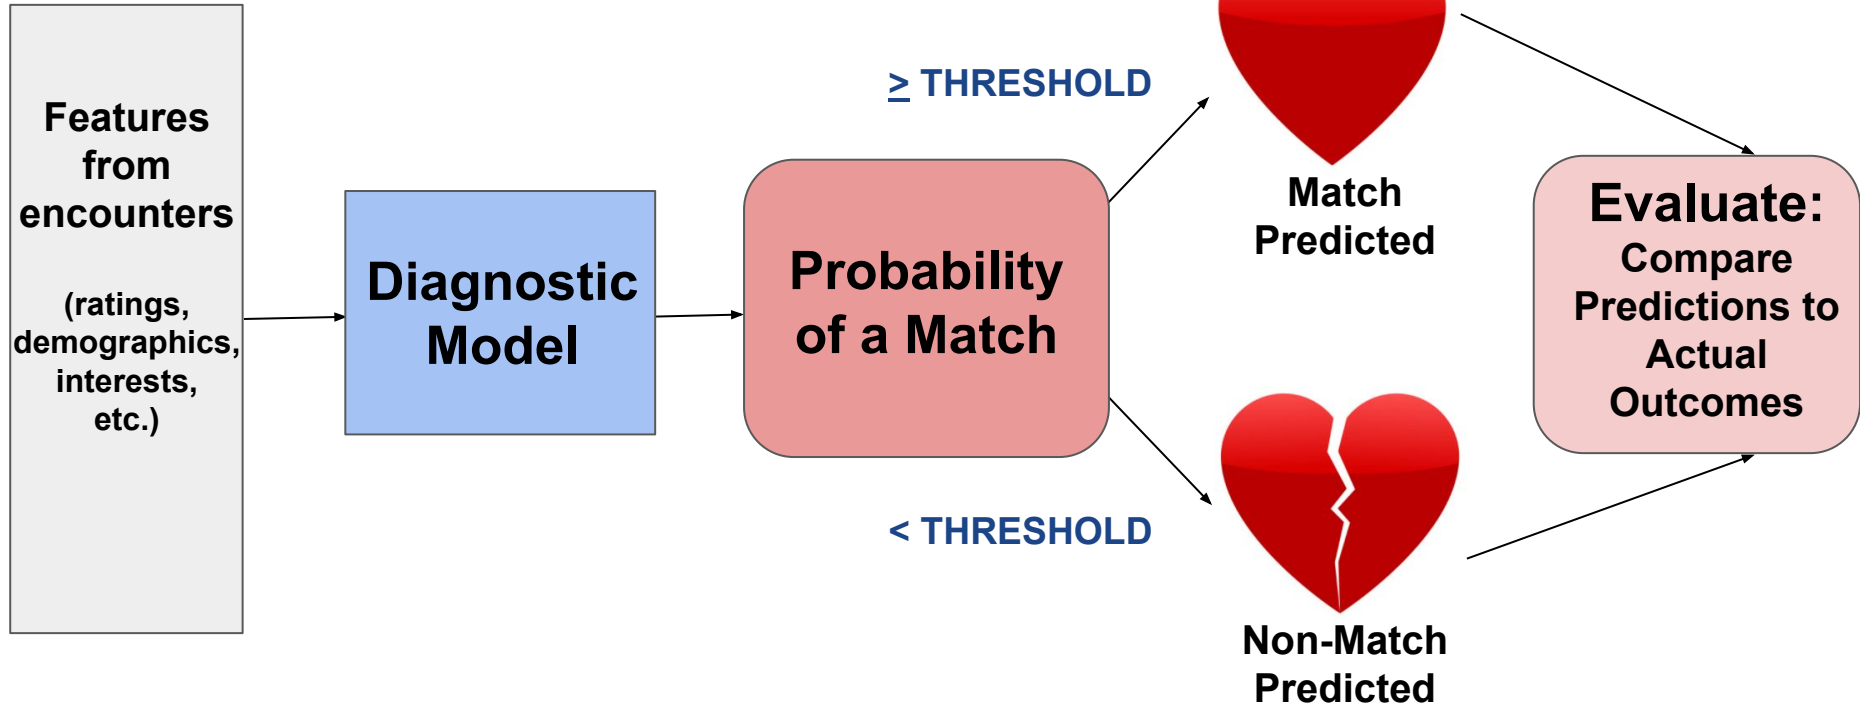 Features
from
encounters
(ratings,
demographics,
interests,
etc.)
Diagnostic
Model
Probability
of a Match
≥ THRESHOLD
< THRESHOLD
Match
Predicted
Non-Match
Predicted
Evaluate:
Compare
Predictions to
Actual
Outcomes